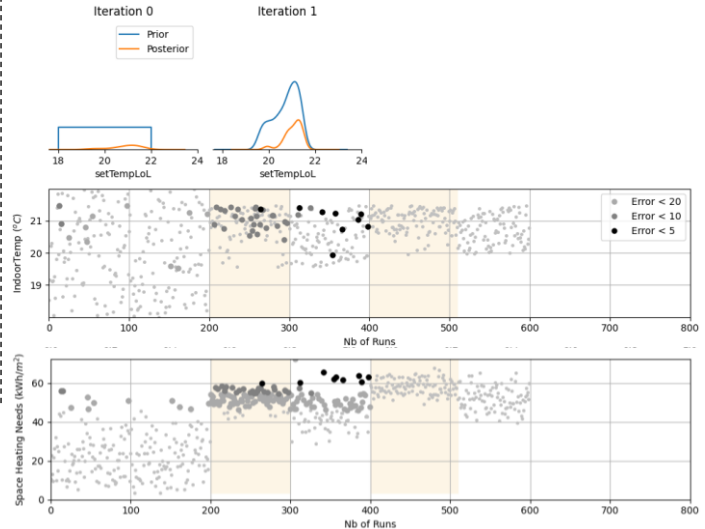 Iteration 0
Iteration 1
Prior
Posterior
18 20 22 24
18 20 22 24
setTempLoL
setTempLoL
IndoorTemp (°C)
21
20
19
Error < 20
Error < 10
Error < 5
0 100 200 300 400 500 600 700 800
Nb of Runs
Space Heating Needs (kWh/m²)
60
40
20
0
0 100 200 300 400 500 600 700 800
Nb of Runs